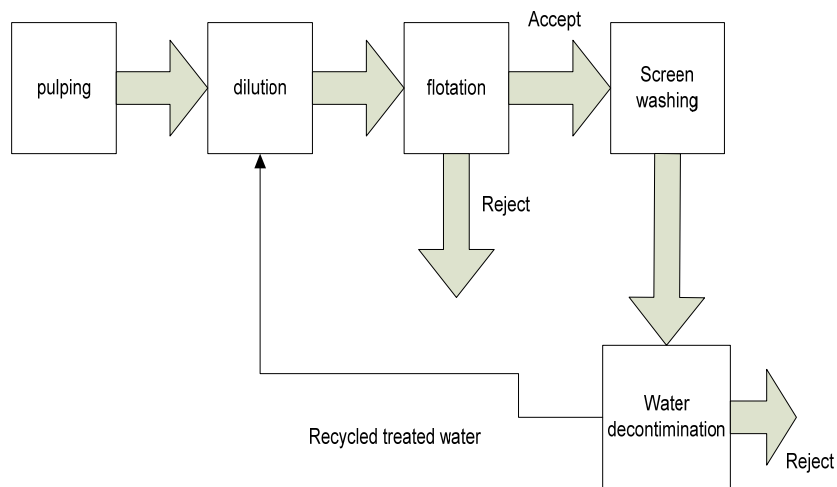 Accept
pulping
dilution
flotation
Screen
washing
Reject
Water
decontimination
Recycled treated water
Reject